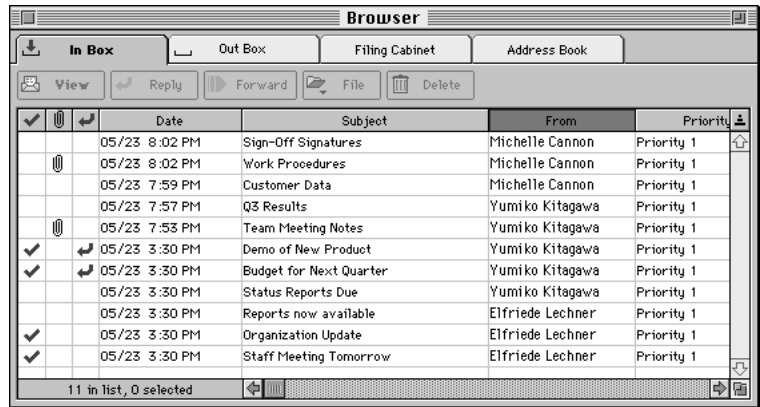 Browser
In Box Out Box Filing Cabinet Address Book
View Reply Forward File Delete
Date Subject From Priority
05/23 8:02 PM Sign-Off Signatures Michelle Cannon Priority 1
05/23 8:02 PM Work Procedures Michelle Cannon Priority 1
05/23 7:59 PM Customer Data Michelle Cannon Priority 1
05/23 7:57 PM Q3 Results Yumiko Kitagawa Priority 1
05/23 7:53 PM Team Meeting Notes Yumiko Kitagawa Priority 1
05/23 3:30 PM Demo of New Product Yumiko Kitagawa Priority 1
05/23 3:30 PM Budget for Next Quarter Yumiko Kitagawa Priority 1
05/23 3:30 PM Status Reports Due Yumiko Kitagawa Priority 1
05/23 3:30 PM Reports now available Elfriede Lechner Priority 1
05/23 3:30 PM Organization Update Elfriede Lechner Priority 1
05/23 3:30 PM Staff Meeting Tomorrow Elfriede Lechner Priority 1
11 in list, 0 selected